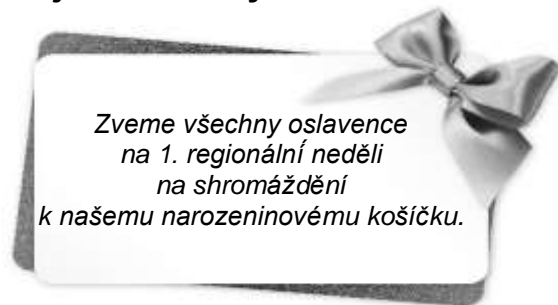 Zveme všechny oslavence
na 1. regionální neděli
na shromáždění
k našemu narozeninovému košíčku.